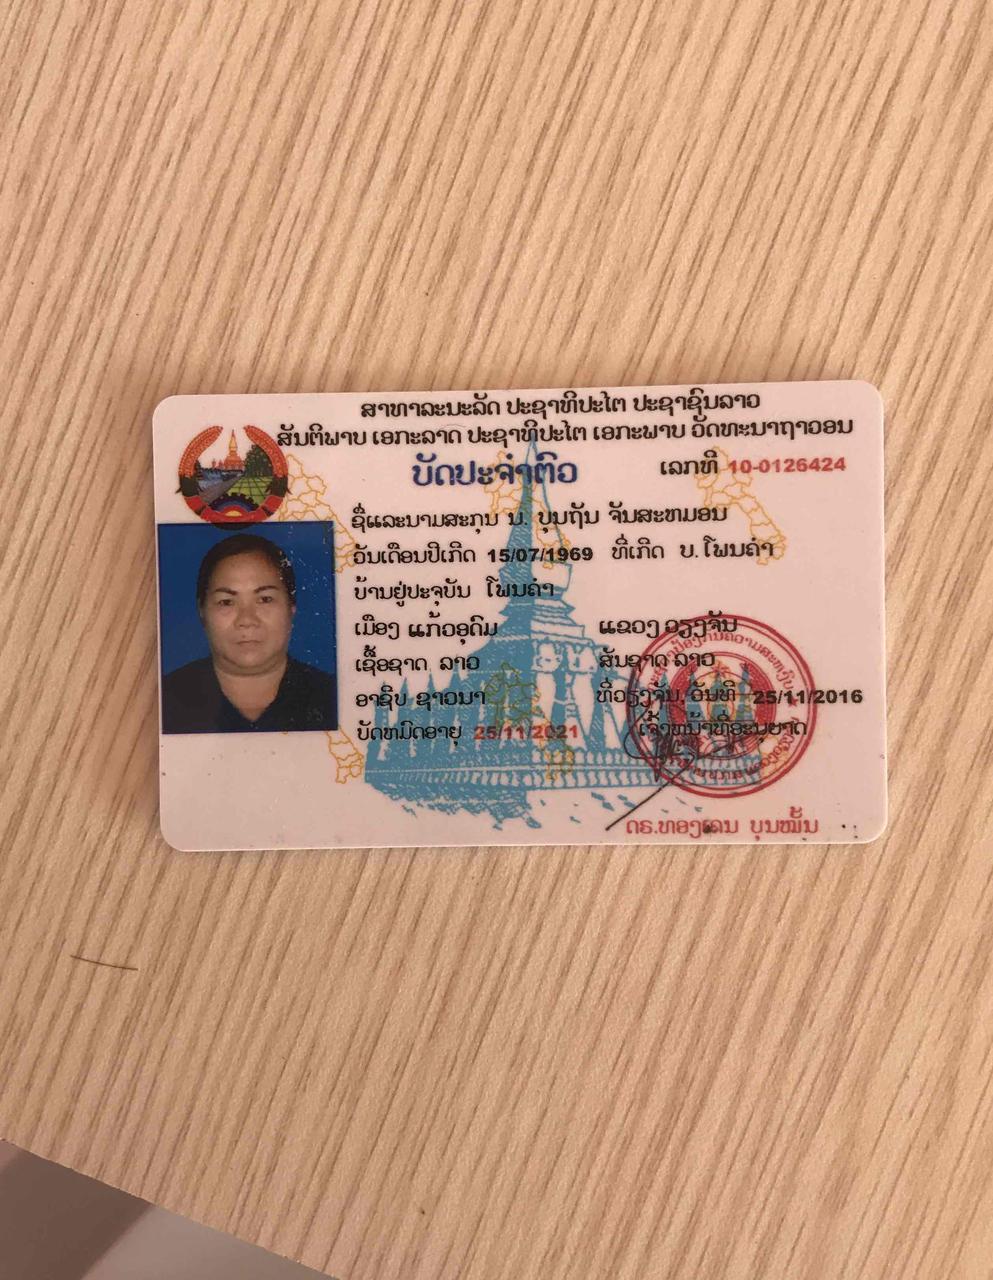 ສາທາລະນະລັດ ປະຊາທິປະໄຕ ປະຊາຊົນລາວ
ສັນຕິພາບ ເອກະລາດ ປະຊາທິປະໄຕ ເອກະພາບ ວັດທະນາຖາວອນ
ບັດປະຈຳຕົວ ເລກທີ 10-0126424
ຊື່ແລະນາມສະກຸນ ນ. ບຸນຖັນ ຈັນສະຫມອນ
ວັນເດືອນປີເກີດ 15/07/1969 ທີ່ເກີດ ບ.ໂພນຄຳ
ບ້ານຢູ່ປະຈຸບັນ ໂພນຄຳ
ເມືອງ ແກ້ວອຸດົມ ແຂວງ ວຽງຈັນ
ເຊື້ອຊາດ ລາວ ສັນຊາດ ລາວ
ອາຊິບ ຊາວນາ ທີ່ວຽງຈັນ, ວັນທີ 25/11/2016
ບັດຫມົດອາຍຸ 25/11/2021 ເຈົ້າຫນ້າທີ່ອະນຸຍາດ
ດຣ.ທອງເລນ ບຸນໝັ້ນ